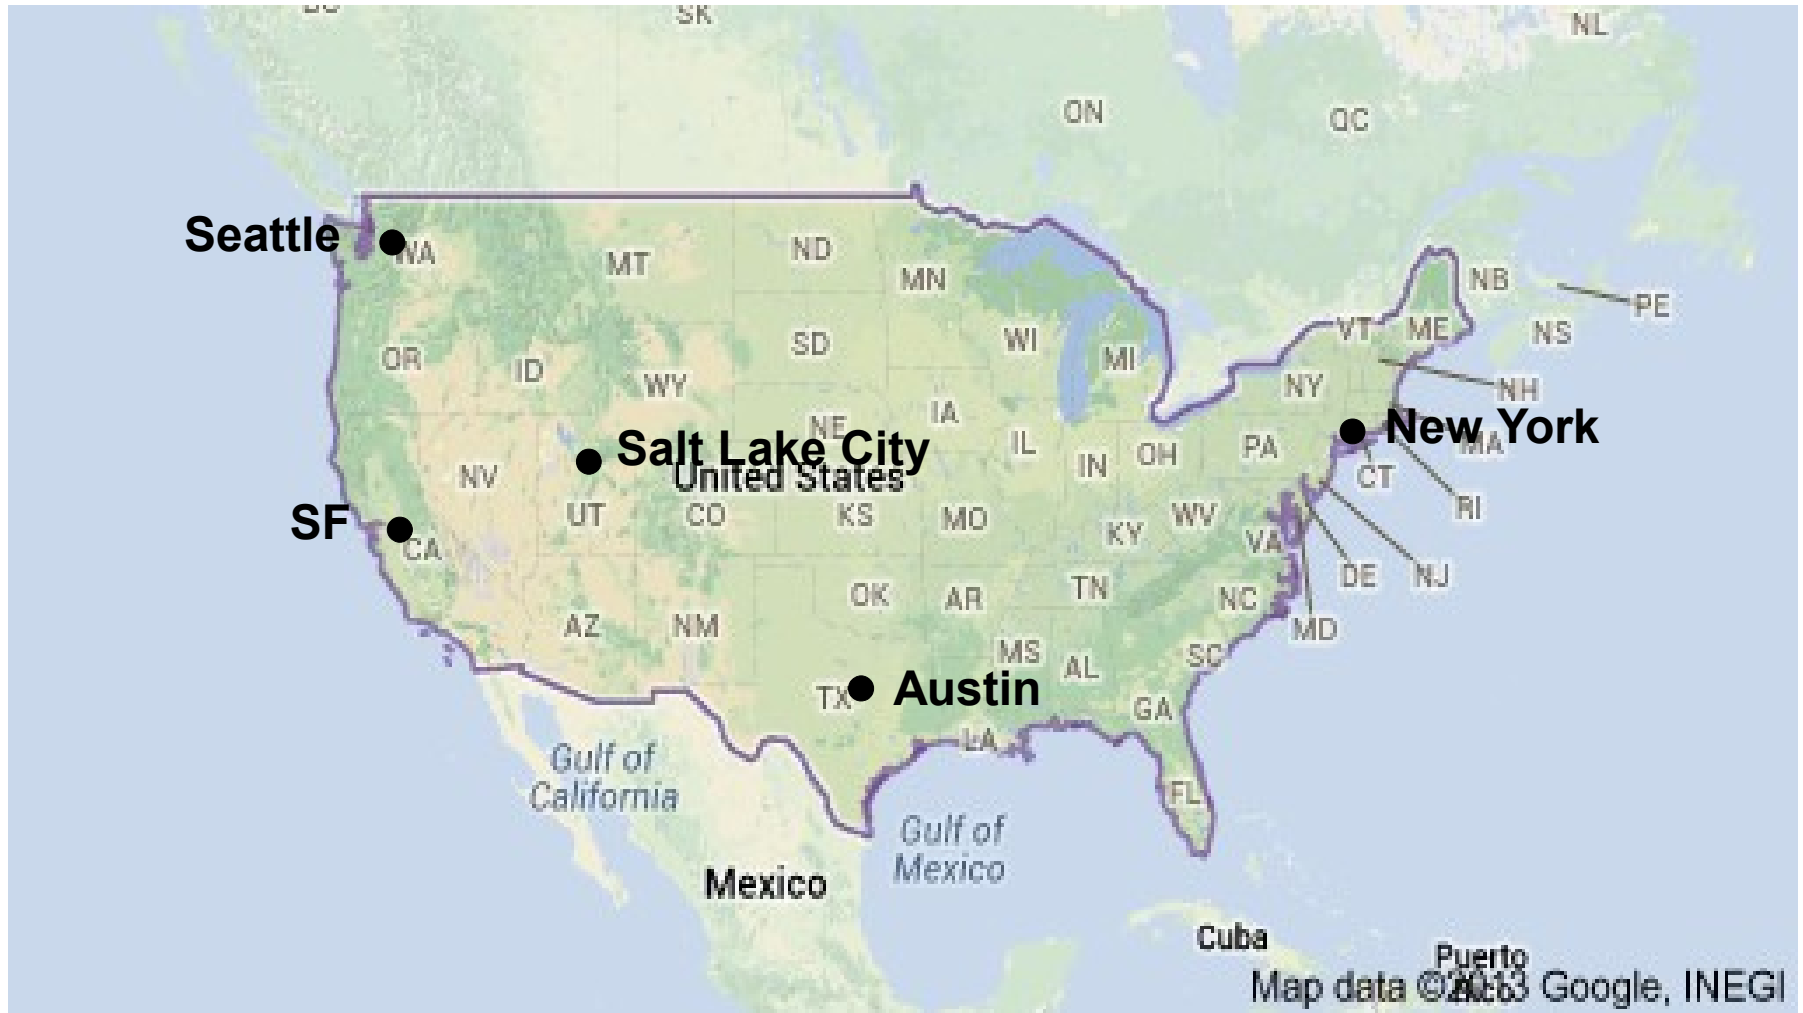 SK
NL
ON
QC
Seattle
WA
MT
ND
MN
NB
PE
OR
ID
SD
WI
MI
VT
ME
NS
WY
NY
NH
NE
IA
New York
Salt Lake City
United States
IL
IN
OH
PA
MA
NV
CT
SF
UT
CO
KS
MO
KY
WV
RI
CA
VA
DE
NJ
OK
AR
TN
NC
AZ
NM
MD
MS
AL
SC
TX
Austin
GA
LA
Gulf of
California
FL
Gulf of
Mexico
Mexico
Cuba
Puerto
Map data ©2013 Google, INEGI